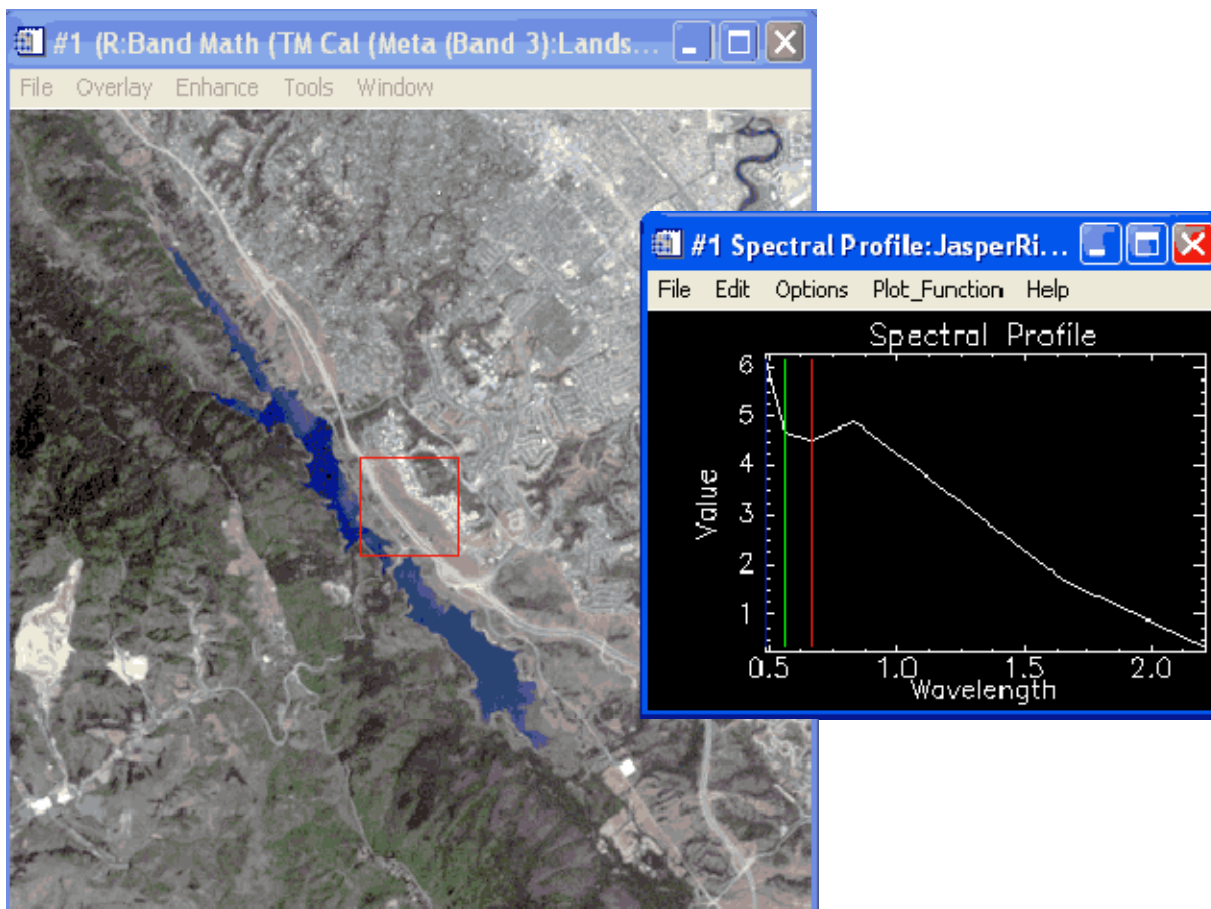 #1 (R:Band Math (TM Cal (Meta (Band 3):Lands...
File Overlay Enhance Tools Window
#1 Spectral Profile:JasperRi...
File Edit Options Plot_Function Help
Spectral Profile
6
5
4
3
2
1
Value
0.5 1.0 1.5 2.0
Wavelength